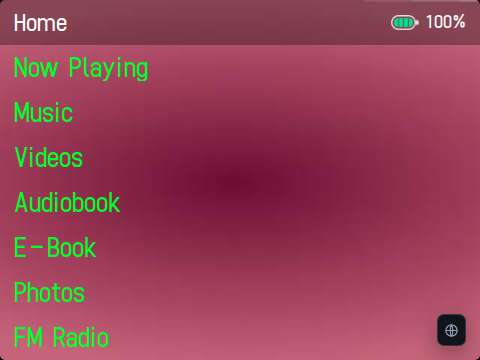 Home
100%
Now Playing
Music
Videos
Audiobook
E-Book
Photos
FM Radio